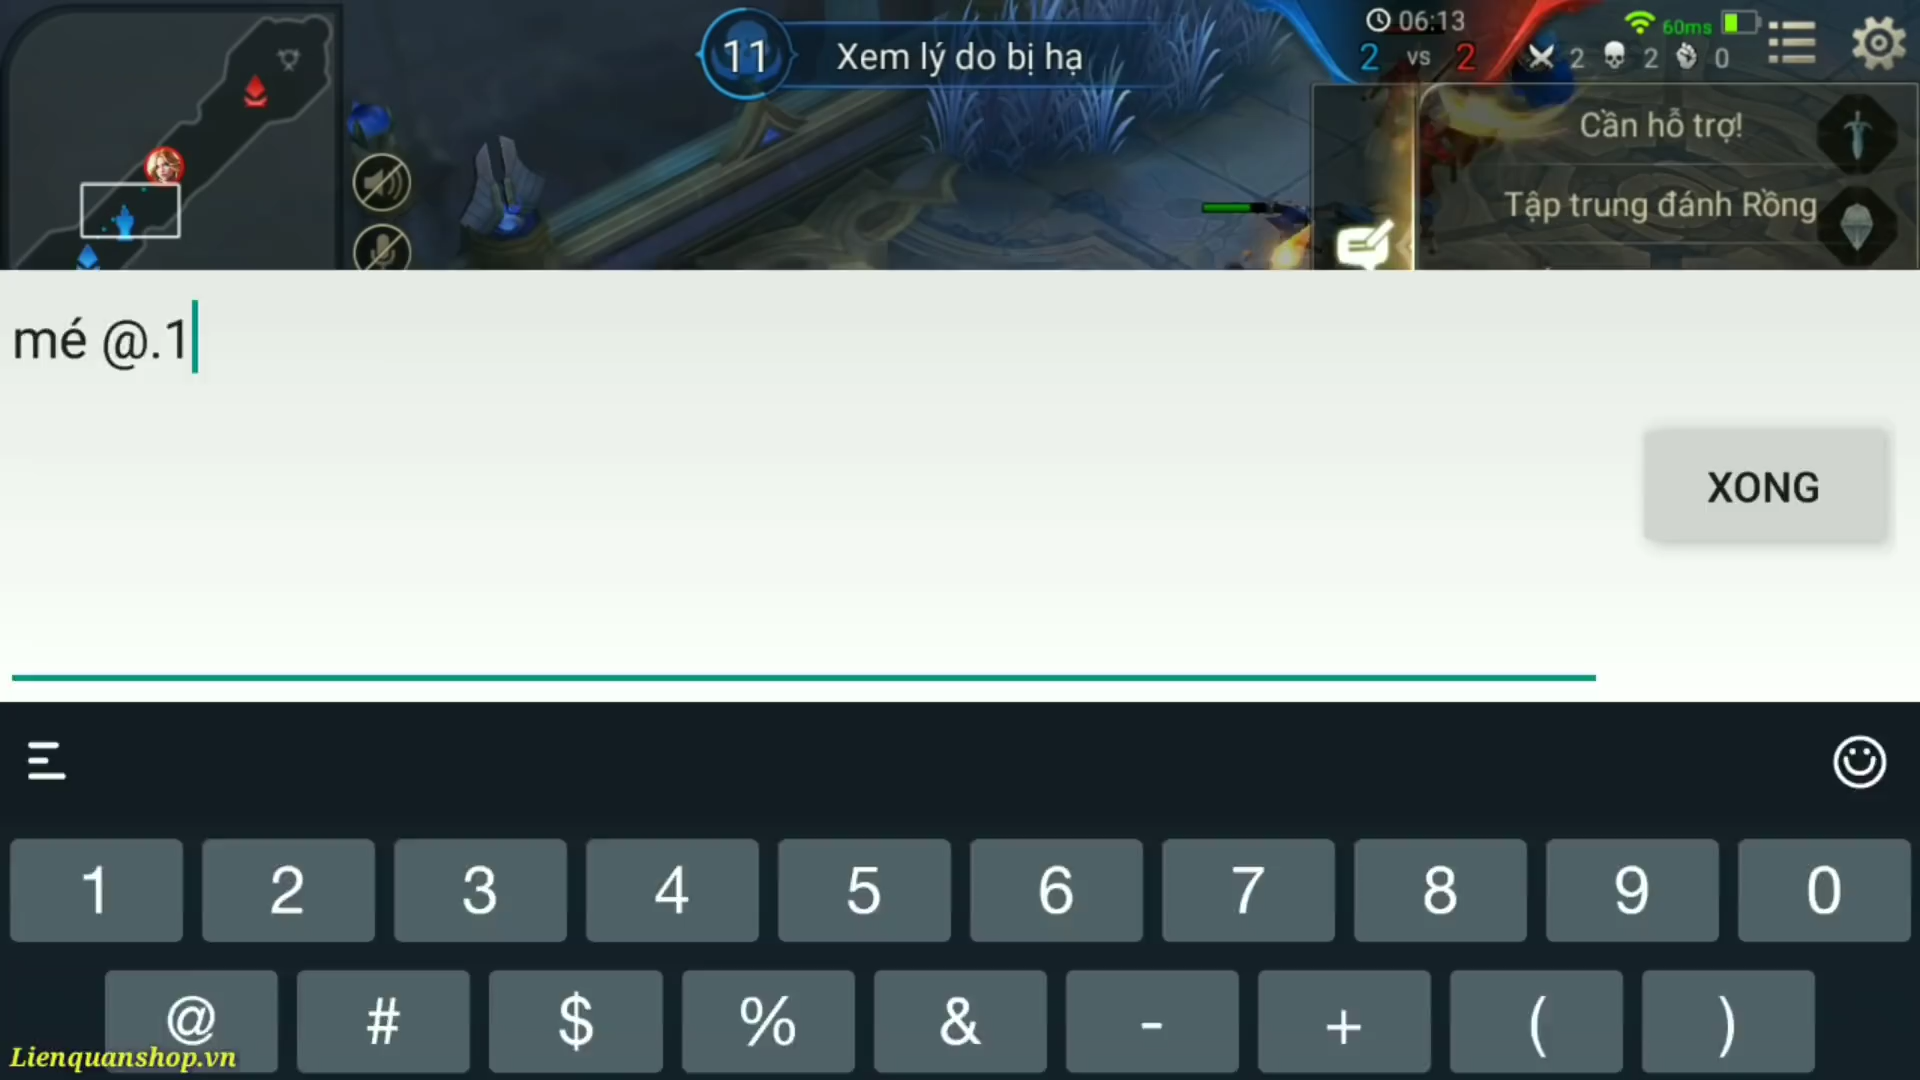 11 Xem lý do bị hạ
06:13
60ms
2 vs 2
2 2 0
Cần hỗ trợ!
Tập trung đánh Rồng
mé @.1
XONG
1 2 3 4 5 6 7 8 9 0
@ # $ % & - + ( )
Lienquanshop.vn